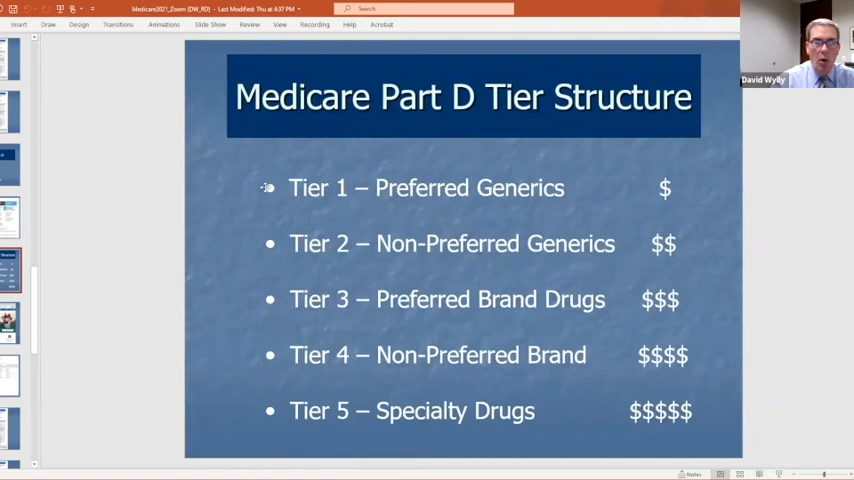 Medicare2021_Zoom (DW_RD) - Last Modified: Thu at 4:37 PM
Search
Insert Draw Design Transitions Animations Slide Show Review View Recording Help Acrobat
David Wylly
Medicare Part D Tier Structure
• Tier 1 – Preferred Generics $
• Tier 2 – Non-Preferred Generics $$
• Tier 3 – Preferred Brand Drugs $$$
• Tier 4 – Non-Preferred Brand $$$$
• Tier 5 – Specialty Drugs $$$$$
Notes